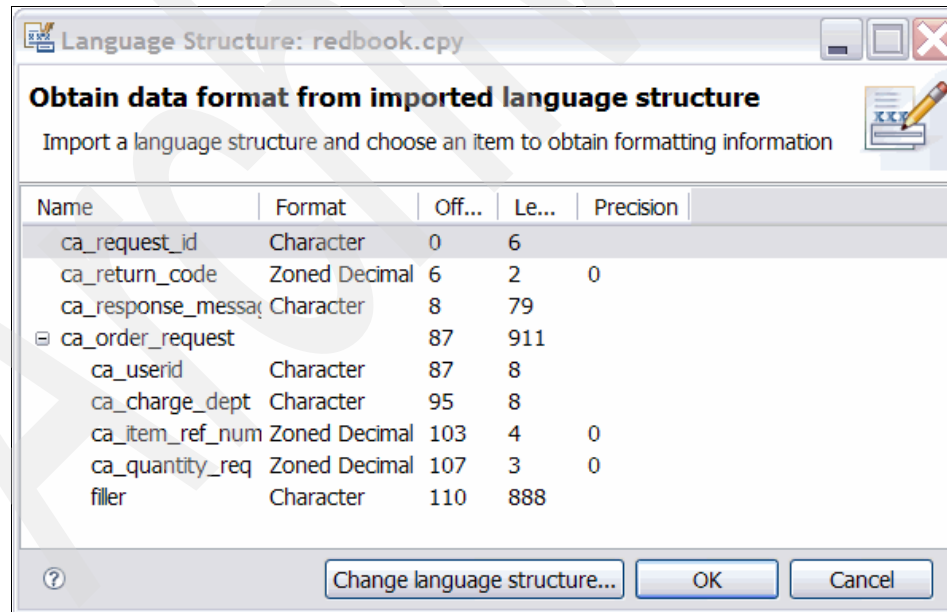 Language Structure: redbook.cpy
Obtain data format from imported language structure
Import a language structure and choose an item to obtain formatting information
Name Format Off... Le... Precision
ca_request_id Character 0 6
ca_return_code Zoned Decimal 6 2 0
ca_response_messa Character 8 79
ca_order_request 87 911
ca_userid Character 87 8
ca_charge_dept Character 95 8
ca_item_ref_num Zoned Decimal 103 4 0
ca_quantity_req Zoned Decimal 107 3 0
filler Character 110 888
Change language structure... OK Cancel